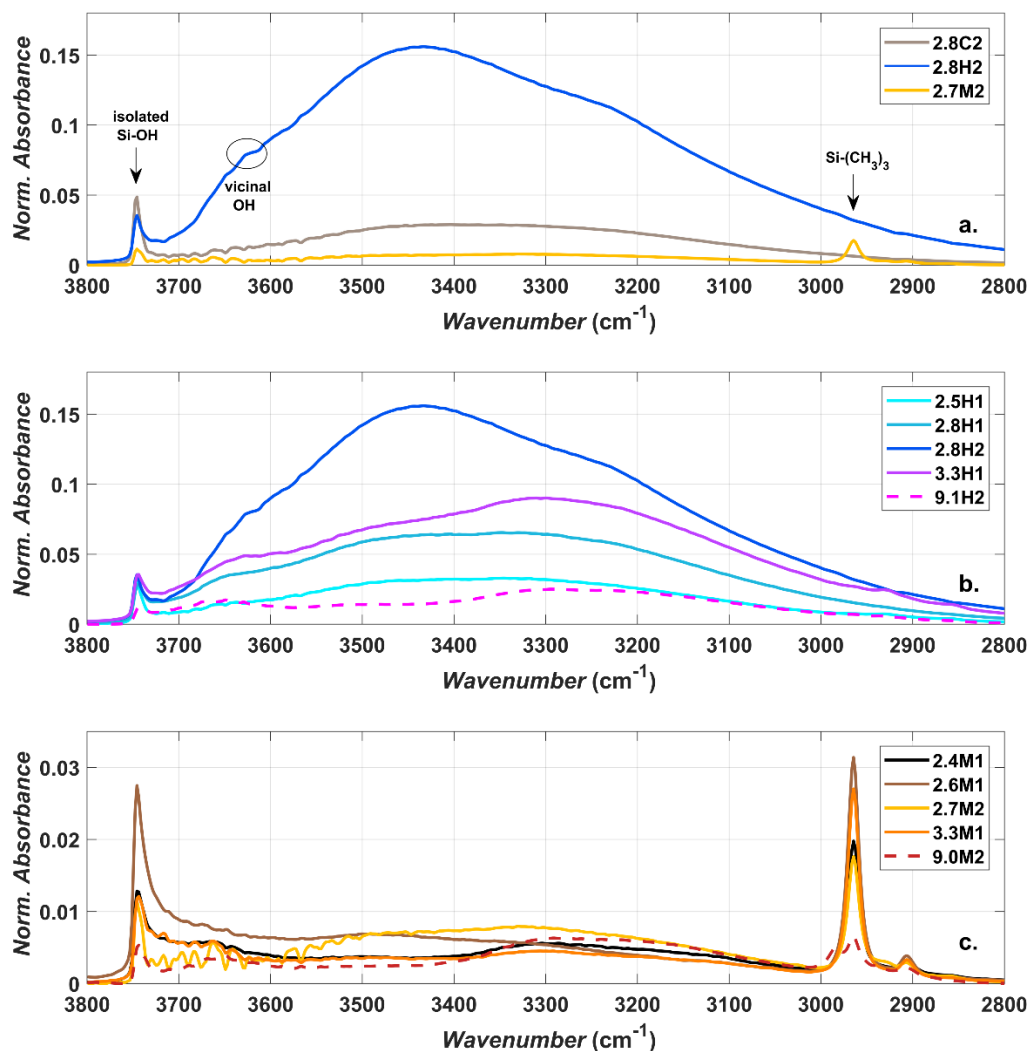 Norm. Absorbance
0.15
0.1
0.05
0
isolated
Si-OH
vicinal
OH
Si-(CH3)3
2.8C2
2.8H2
2.7M2
a.
3800 3700 3600 3500 3400 3300 3200 3100 3000 2900 2800
Wavenumber (cm-1)
Norm. Absorbance
0.15
0.1
0.05
0
2.5H1
2.8H1
2.8H2
3.3H1
9.1H2
b.
3800 3700 3600 3500 3400 3300 3200 3100 3000 2900 2800
Wavenumber (cm-1)
Norm. Absorbance
0.03
0.02
0.01
0
2.4M1
2.6M1
2.7M2
3.3M1
9.0M2
c.
3800 3700 3600 3500 3400 3300 3200 3100 3000 2900 2800
Wavenumber (cm-1)